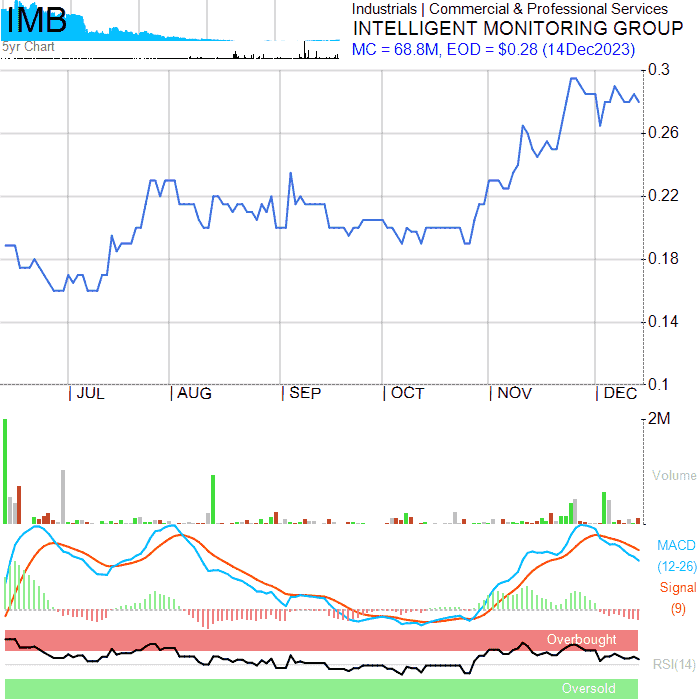 IMB
5yr Chart
Industrials | Commercial & Professional Services
INTELLIGENT MONITORING GROUP
MC = 68.8M, EOD = $0.28 (14Dec2023)
0.3
0.26
0.22
0.18
0.14
0.1
JUL AUG SEP OCT NOV DEC
2M
Volume
MACD
(12-26)
Signal
(9)
Overbought
RSI(14)
Oversold